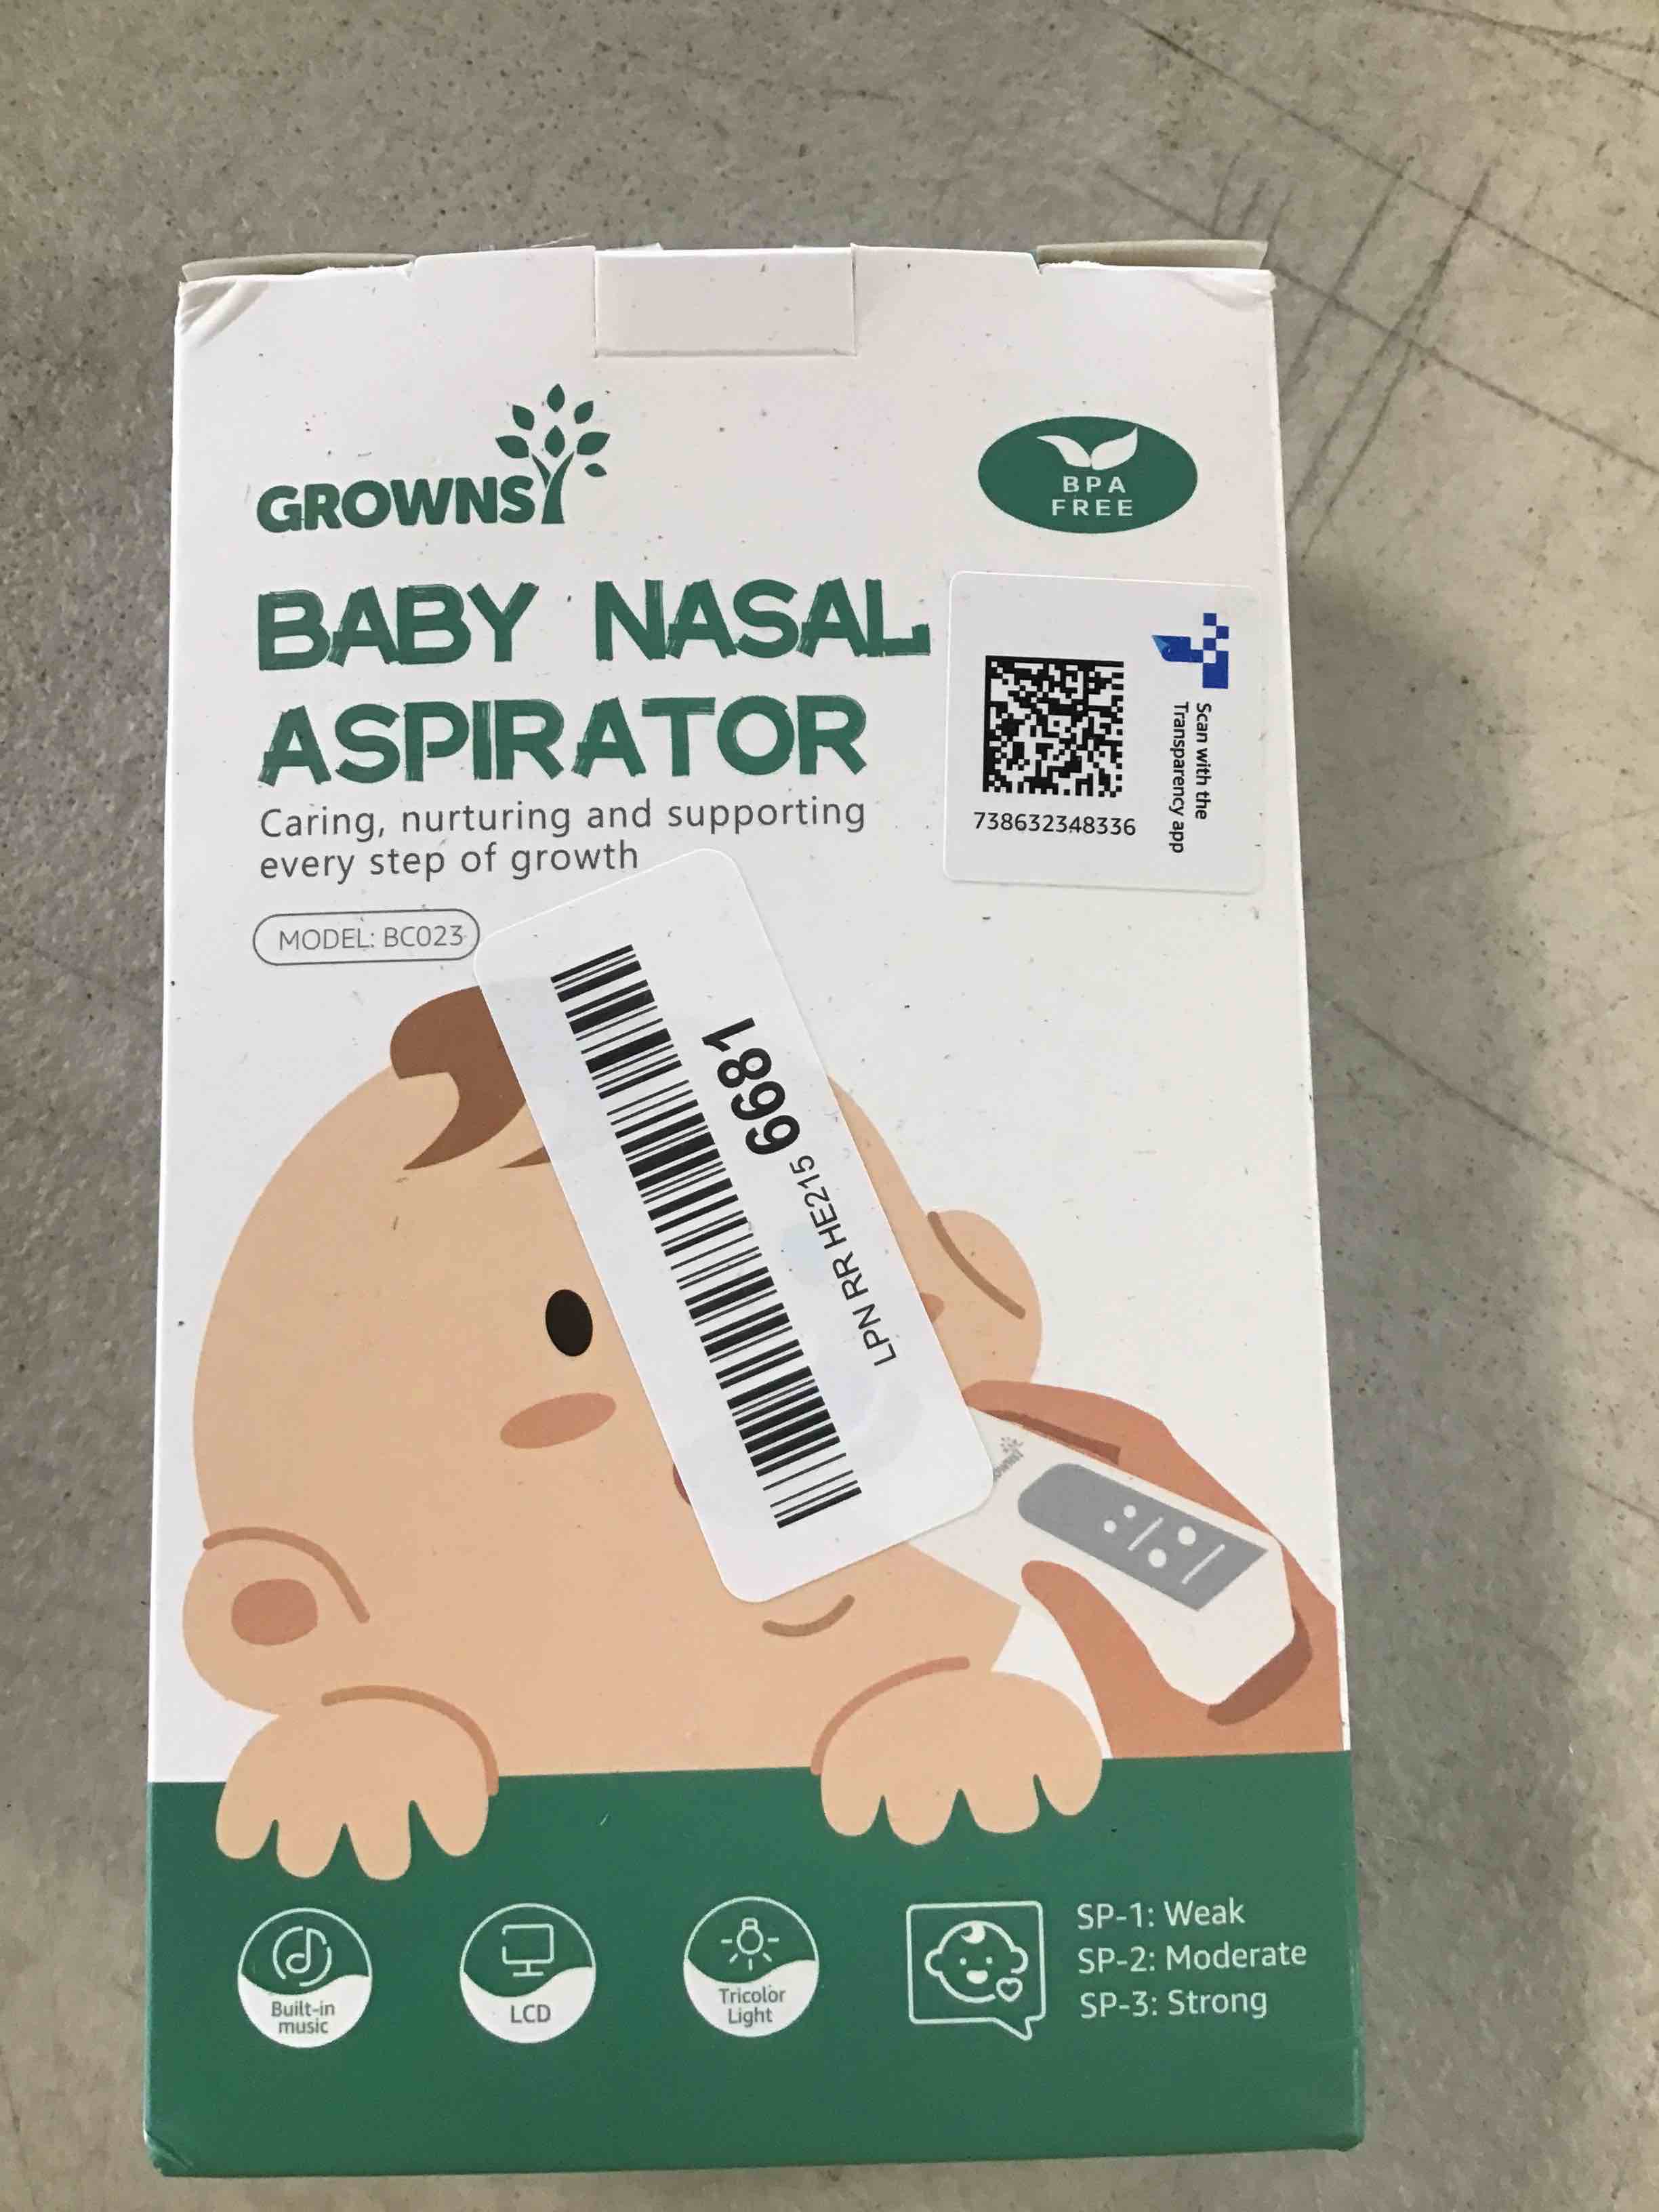 GROWNSY
BPA
FREE
BABY NASAL
ASPIRATOR
Caring, nurturing and supporting
every step of growth
MODEL: BC023
Scan with the
Transparency app
738632348336
LPN RR HE215 6681
Built-in
music
LCD
Tricolor
Light
SP-1: Weak
SP-2: Moderate
SP-3: Strong